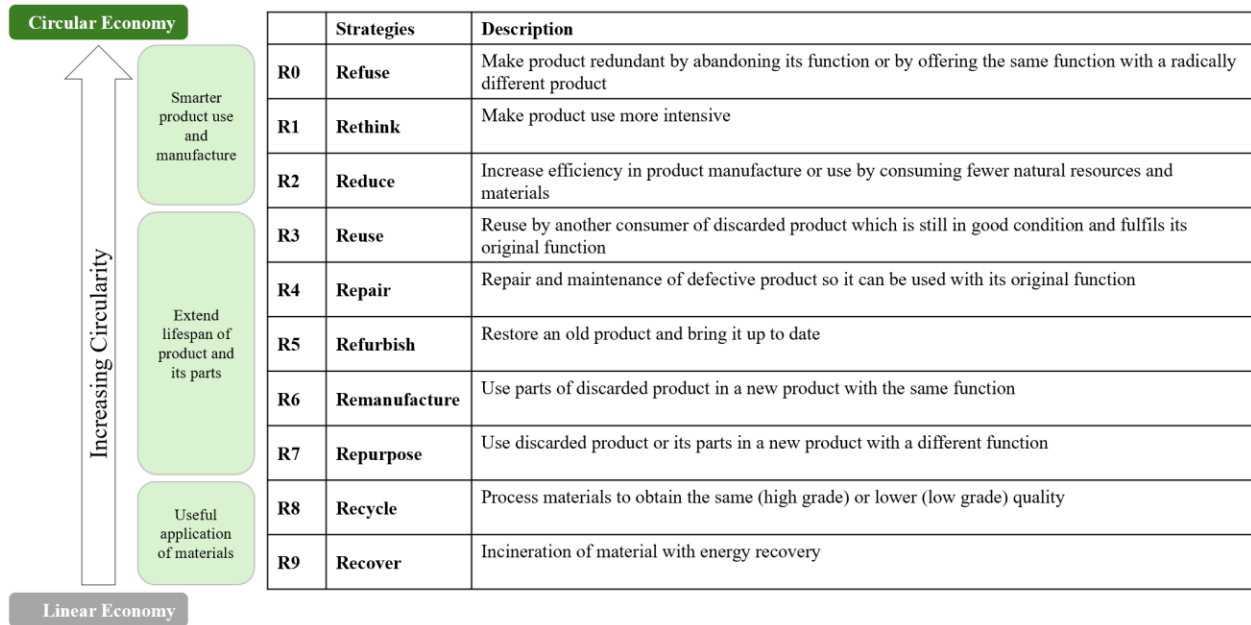 Circular Economy
Increasing Circularity
Linear Economy
Smarter
product use
and
manufacture
Extend
lifespan of
product and
its parts
Useful
application
of materials
Strategies Description
R0 Refuse Make product redundant by abandoning its function or by offering the same function with a radically
different product
R1 Rethink Make product use more intensive
R2 Reduce Increase efficiency in product manufacture or use by consuming fewer natural resources and
materials
R3 Reuse Reuse by another consumer of discarded product which is still in good condition and fulfils its
original function
R4 Repair Repair and maintenance of defective product so it can be used with its original function
R5 Refurbish Restore an old product and bring it up to date
R6 Remanufacture Use parts of discarded product in a new product with the same function
R7 Repurpose Use discarded product or its parts in a new product with a different function
R8 Recycle Process materials to obtain the same (high grade) or lower (low grade) quality
R9 Recover Incineration of material with energy recovery